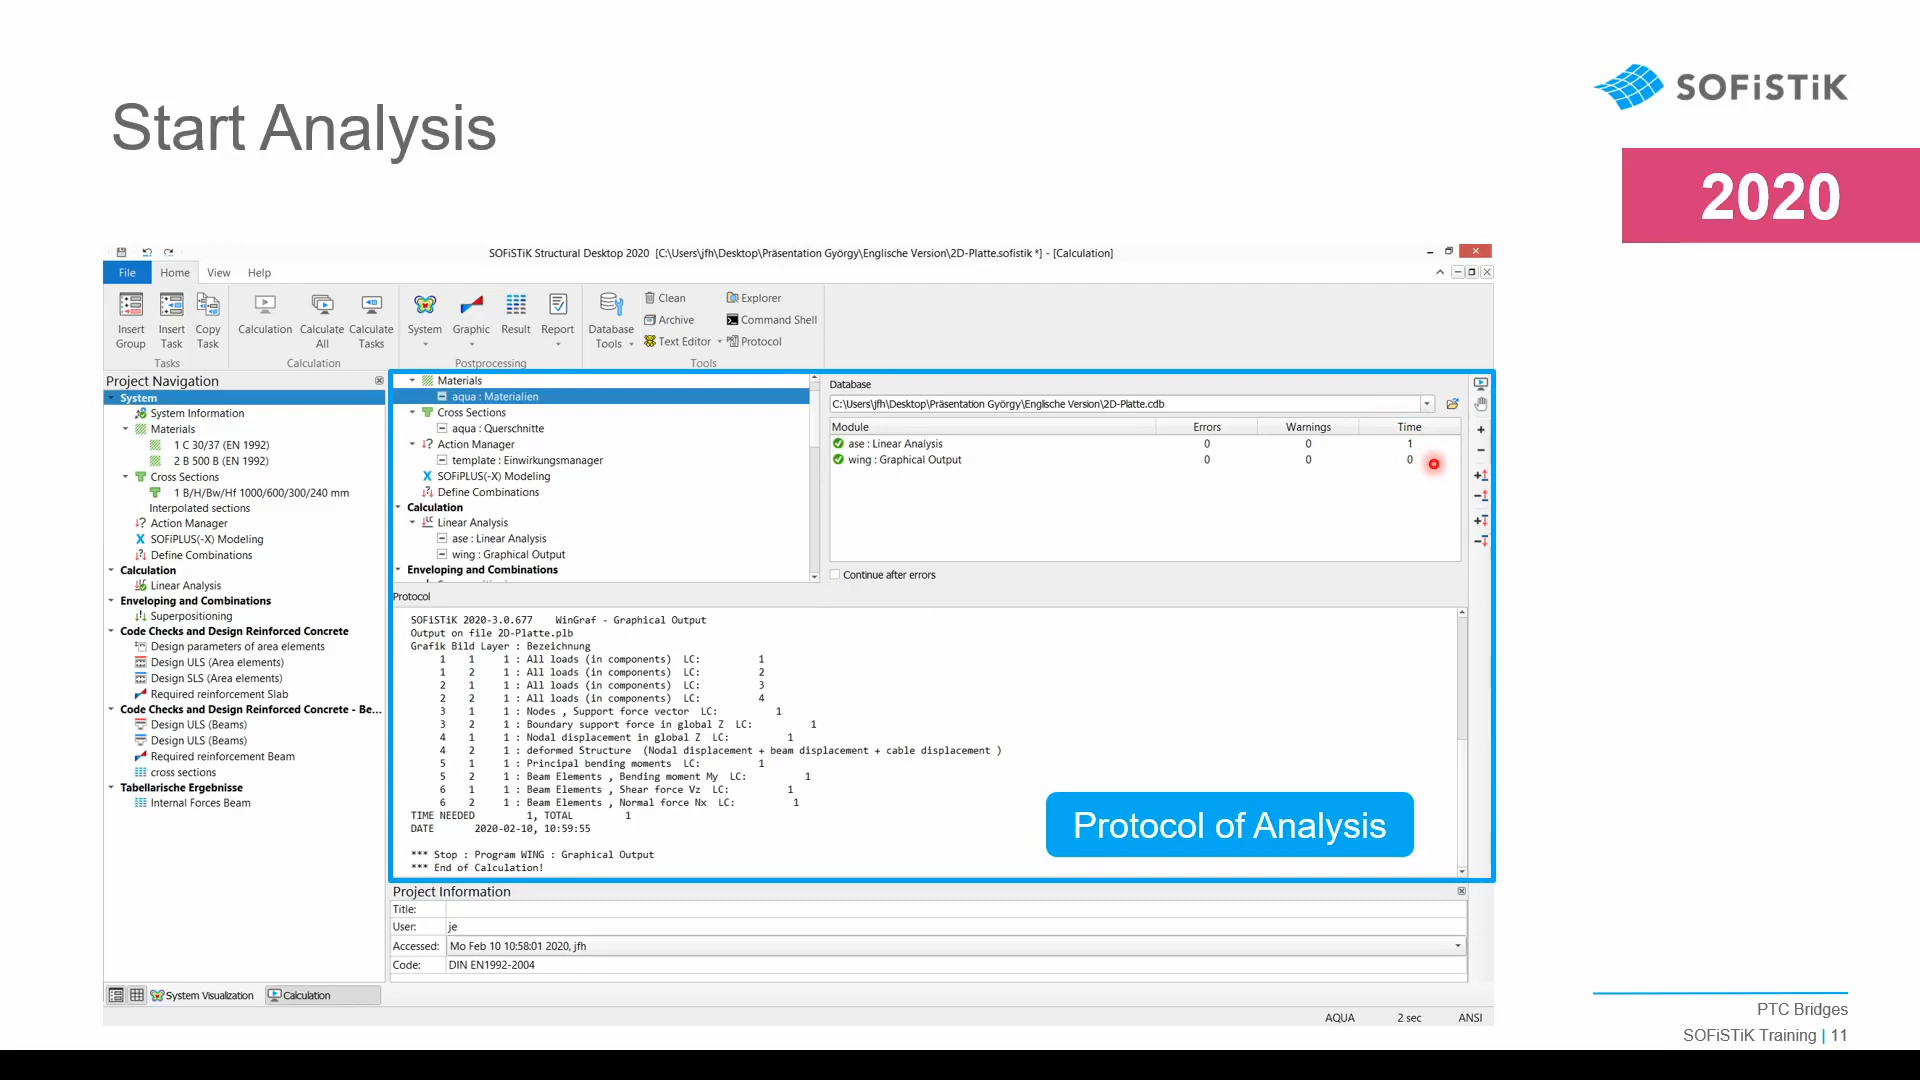 Start Analysis
SOFiSTiK
2020
SOFiSTiK Structural Desktop 2020 [C:\Users\jfh\Desktop\Präsentation György\Englische Version\2D-Platte.sofistik *] - [Calculation]
File Home View Help
Insert Group
Insert Task
Copy Task
Tasks
Calculation
Calculate All
Calculate Tasks
Calculation
System
Graphic
Result
Report
Postprocessing
Database Tools
Clean
Archive
Text Editor
Explorer
Command Shell
Protocol
Tools
Project Navigation
System
System Information
Materials
1 C 30/37 (EN 1992)
2 B 500 B (EN 1992)
Cross Sections
1 B/H/Bw/Hf 1000/600/300/240 mm
Interpolated sections
Action Manager
SOFiPLUS(-X) Modeling
Define Combinations
Calculation
Linear Analysis
Enveloping and Combinations
Superpositioning
Code Checks and Design Reinforced Concrete
Design parameters of area elements
Design ULS (Area elements)
Design SLS (Area elements)
Required reinforcement Slab
Code Checks and Design Reinforced Concrete - Be...
Design ULS (Beams)
Design ULS (Beams)
Required reinforcement Beam
cross sections
Tabellarische Ergebnisse
Internal Forces Beam
Materials
aqua : Materialien
Cross Sections
aqua : Querschnitte
Action Manager
template : Einwirkungsmanager
SOFiPLUS(-X) Modeling
Define Combinations
Calculation
Linear Analysis
ase : Linear Analysis
wing : Graphical Output
Enveloping and Combinations
Database
C:\Users\jfh\Desktop\Präsentation György\Englische Version\2D-Platte.cdb
Module Errors Warnings Time
ase : Linear Analysis 0 0 1
wing : Graphical Output 0 0 0
Continue after errors
Protocol
SOFiSTiK 2020-3.0.677 WinGraf - Graphical Output
Output on file 2D-Platte.plb
Grafik Bild Layer : Bezeichnung
1 1 1 : All loads (in components) LC: 1
1 2 1 : All loads (in components) LC: 2
2 1 1 : All loads (in components) LC: 3
2 2 1 : All loads (in components) LC: 4
3 1 1 : Nodes , Support force vector LC: 1
3 2 1 : Boundary support force in global Z LC: 1
4 1 1 : Nodal displacement in global Z LC: 1
4 2 1 : deformed Structure (Nodal displacement + beam displacement + cable displacement )
5 1 1 : Principal bending moments LC: 1
5 2 1 : Beam Elements , Bending moment My LC: 1
6 1 1 : Beam Elements , Shear force Vz LC: 1
6 2 1 : Beam Elements , Normal force Nx LC: 1
TIME NEEDED 1, TOTAL 1
DATE 2020-02-10, 10:59:55
*** Stop : Program WING : Graphical Output
*** End of Calculation!
Protocol of Analysis
Project Information
Title:
User: je
Accessed: Mo Feb 10 10:58:01 2020, jfh
Code: DIN EN1992-2004
System Visualization Calculation
AQUA 2 sec ANSI
PTC Bridges
SOFiSTiK Training | 11